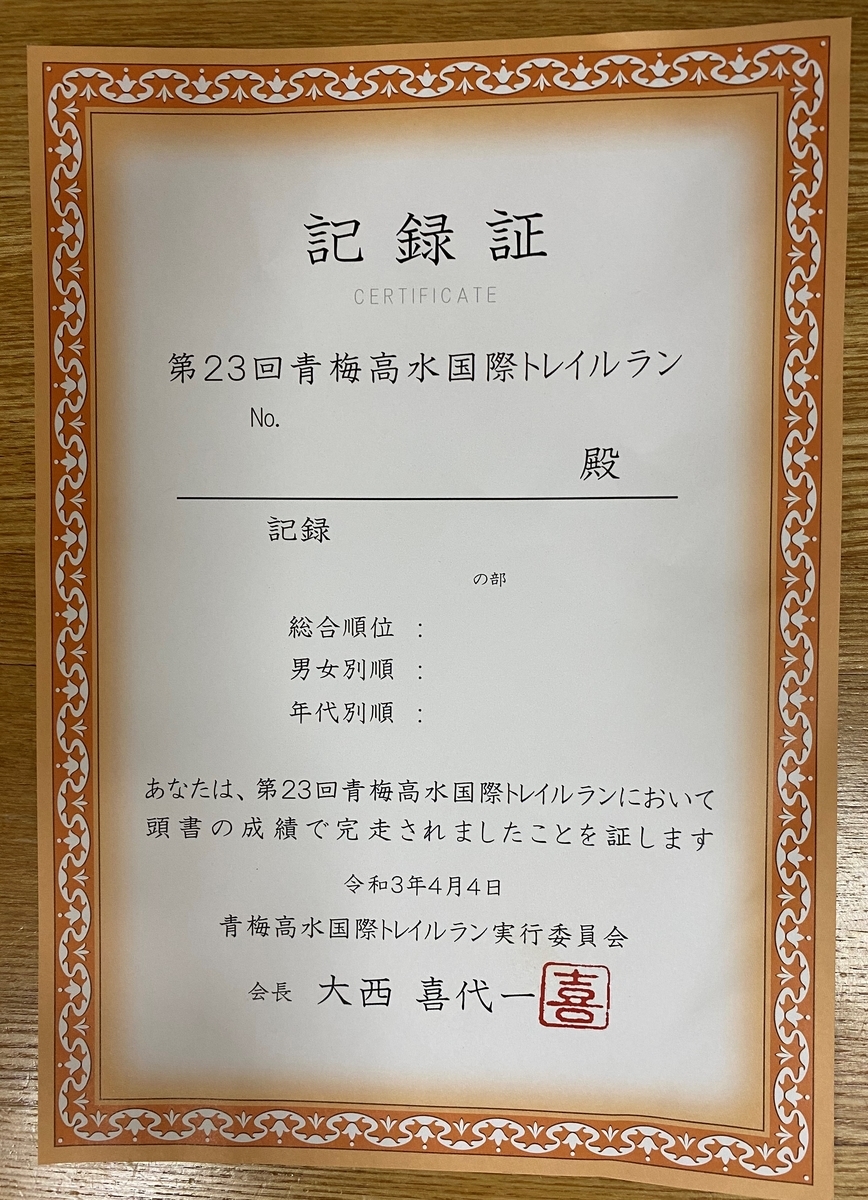 記録証
CERTIFICATE
第23回青梅高水国際トレイルラン
No.
殿
記録
の部
総合順位 :
男女別順 :
年代別順 :
あなたは、第23回青梅高水国際トレイルランにおいて
頭書の成績で完走されましたことを証します
令和3年4月4日
青梅高水国際トレイルラン実行委員会
会長 大西 喜代一 喜